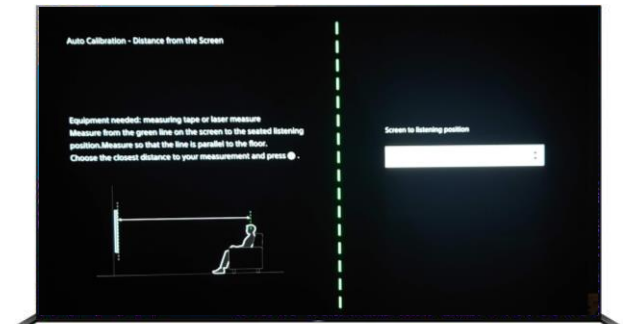 Auto Calibration - Distance from the Screen
Equipment needed: measuring tape or laser measure
Measure from the green line on the screen to the seated listening
position.Measure so that the line is parallel to the floor.
Choose the closest distance to your measurement and press .
Screen to listening position